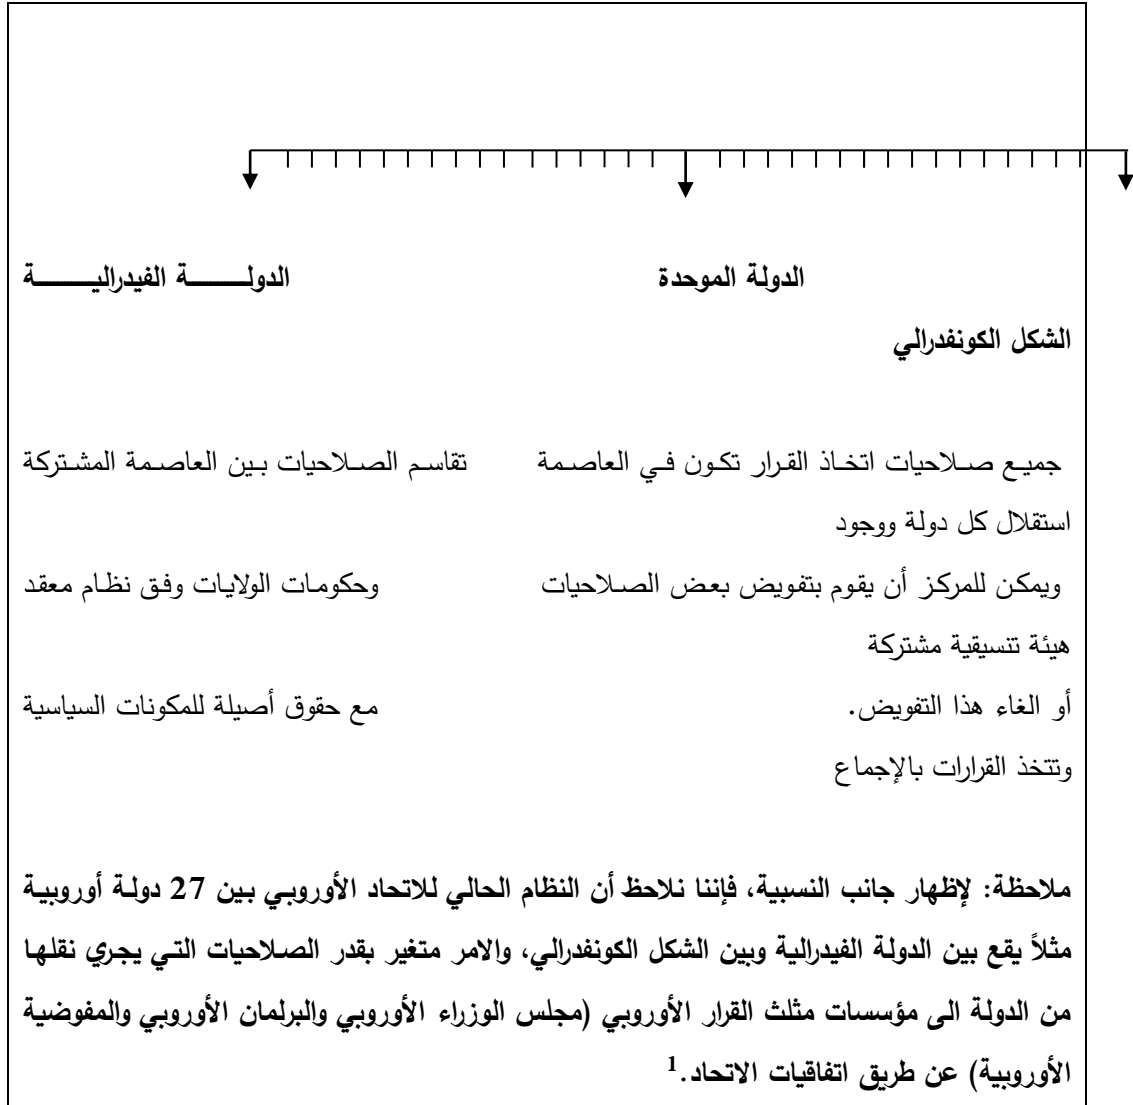 الدولة الموحدة الدولة الفيدرالية
الشكل الكونفدرالي
جميع صلاحيات اتخاذ القرار تكون في العاصمة تقاسم الصلاحيات بين العاصمة المشتركة
استقلال كل دولة ووجود
ويمكن للمركز أن يقوم بتفويض بعض الصلاحيات وحكومات الولايات وفق نظام معقد
هيئة تنسيقية مشتركة
أو الغاء هذا التفويض. مع حقوق أصيلة للمكونات السياسية
وتتخذ القرارات بالإجماع
ملاحظة: لإظهار جانب النسبية، فإننا نلاحظ أن النظام الحالي للاتحاد الأوروبي بين 27 دولة أوروبية
مثلاً يقع بين الدولة الفيدرالية وبين الشكل الكونفدرالي، والامر متغير بقدر الصلاحيات التي يجري نقلها
من الدولة الى مؤسسات مثلث القرار الأوروبي (مجلس الوزراء الأوروبي والبرلمان الأوروبي والمفوضية
الأوروبية) عن طريق اتفاقيات الاتحاد.1